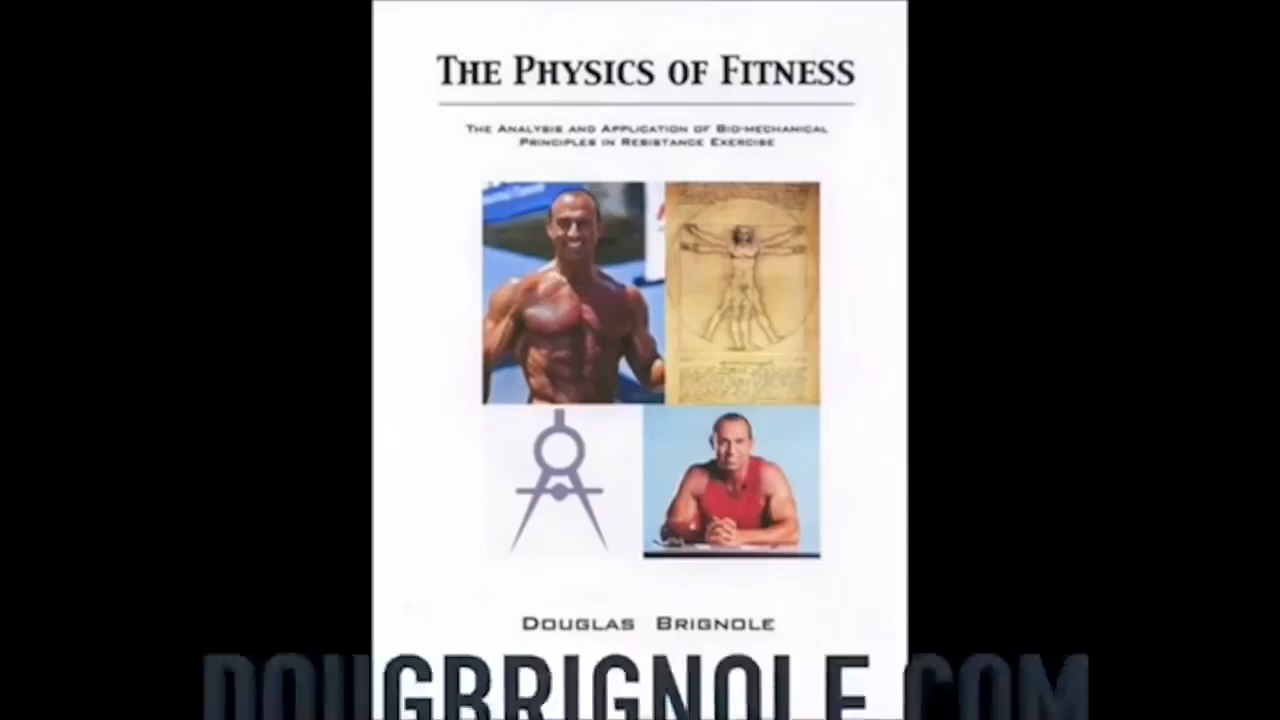 THE PHYSICS OF FITNESS
THE ANALYSIS AND APPLICATION OF BIO-MECHANICAL
PRINCIPLES IN RESISTANCE EXERCISE
DOUGLAS BRIGNOLE
DOUGBRIGNOLE.COM